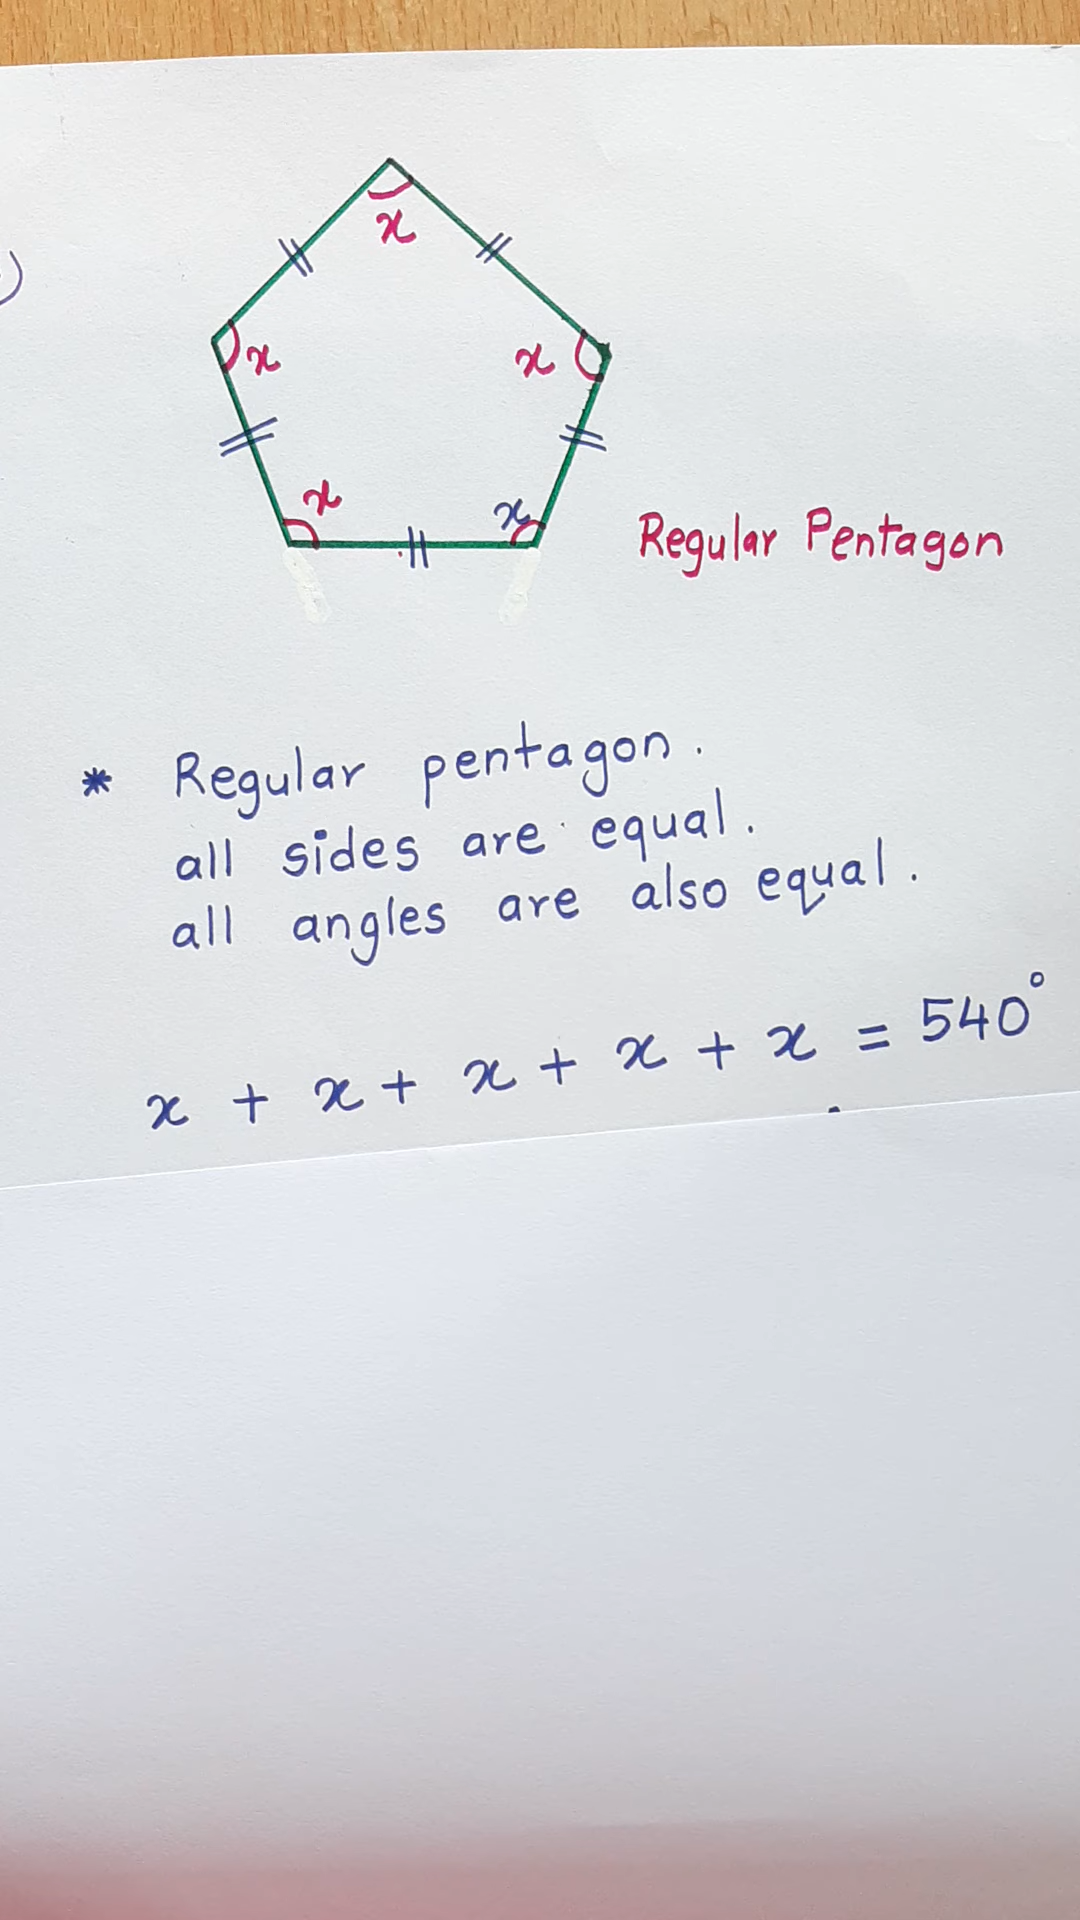 x
x
x
x
x
Regular Pentagon
* Regular pentagon.
all sides are equal.
all angles are also equal.
x + x + x + x + x = 540°